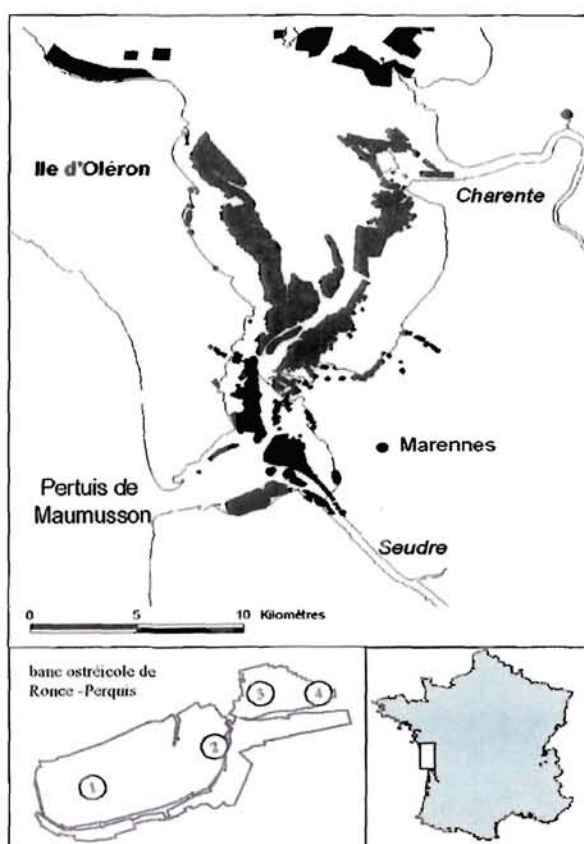 Ile d'Oléron
Charente
Marennes
Pertuis de
Maumusson
Seudre
0 5 10 Kilomètres
banc ostréicole de
Ronce -Perquis
1
2
3
4